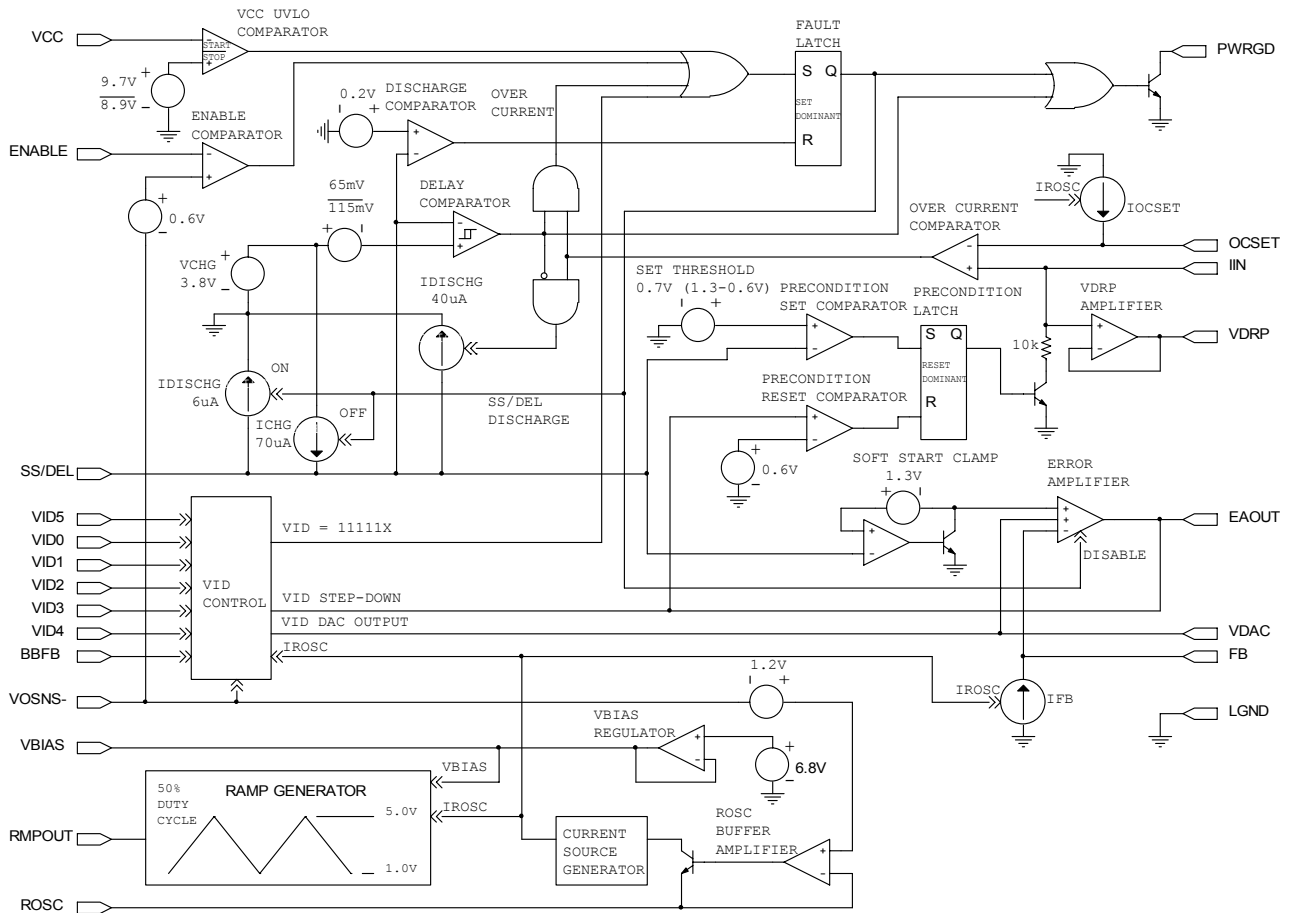 VCC UVLO
COMPARATOR
VCC
START
STOP
9.7V
8.9V
+
-
ENABLE
COMPARATOR
ENABLE
0.6V
0.2V
DISCHARGE
COMPARATOR
OVER
CURRENT
FAULT
LATCH
S Q
SET
DOMINANT
R
PWRGD
65mV
115mV
DELAY
COMPARATOR
VCHG
3.8V
IDISCHG
40uA
IROSC
IOCSET
OVER CURRENT
COMPARATOR
OCSET
IIN
SET THRESHOLD
0.7V (1.3-0.6V)
PRECONDITION
SET COMPARATOR
PRECONDITION
LATCH
S Q
RESET
DOMINANT
R
VDRP
AMPLIFIER
VDRP
10k
IDISCHG
6uA
ON
ICHG
70uA
OFF
SS/DEL
DISCHARGE
PRECONDITION
RESET COMPARATOR
0.6V
SS/DEL
SOFT START CLAMP
1.3V
ERROR
AMPLIFIER
EAOUT
DISABLE
VID5
VID0
VID1
VID2
VID3
VID4
BBFB
VID
CONTROL
VID = 11111X
VID STEP-DOWN
VID DAC OUTPUT
IROSC
VDAC
FB
IROSC
IFB
LGND
VOSNS-
1.2V
VBIAS
VBIAS
REGULATOR
6.8V
VBIAS
IROSC
50%
DUTY
CYCLE
RAMP GENERATOR
5.0V
1.0V
RMPOUT
CURRENT
SOURCE
GENERATOR
ROSC
BUFFER
AMPLIFIER
ROSC